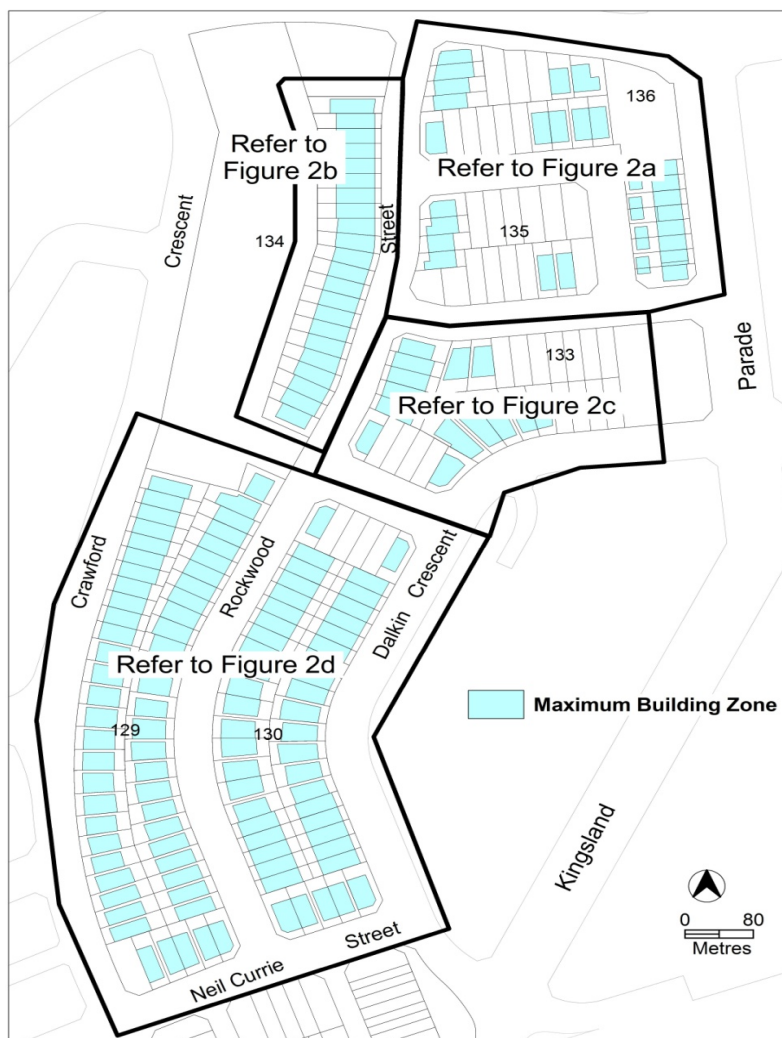 136
Refer to
Figure 2b
Refer to Figure 2a
Crescent
134
Street
135
133
Parade
Refer to Figure 2c
Crawford
Rockwood
Dalkin
Crescent
Refer to Figure 2d
Maximum Building Zone
129
130
Kingsland
0 80
Metres
Neil Currie
Street